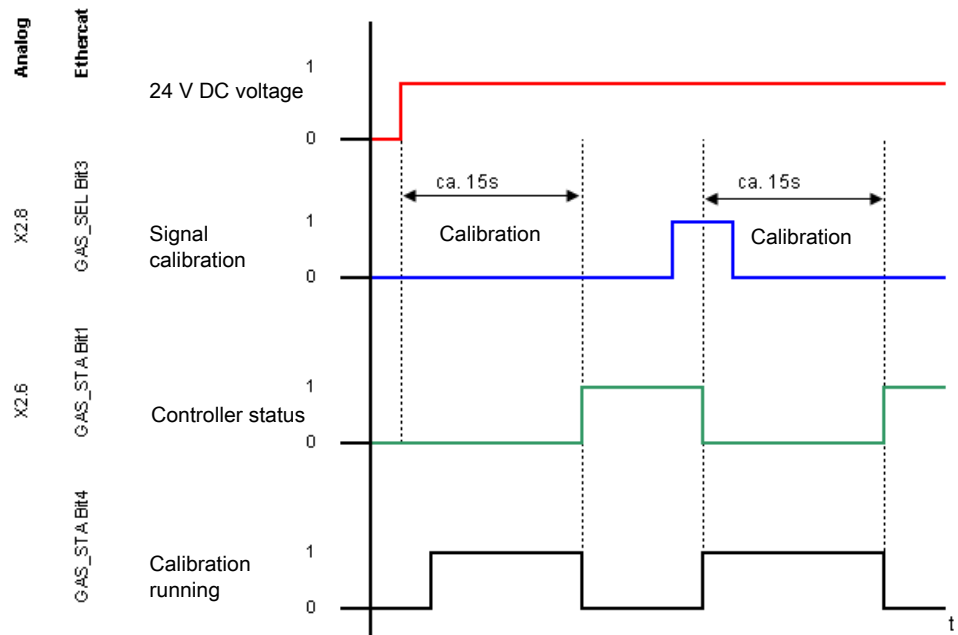 Analog
Ethercat
1
24 V DC voltage
0
X2.8
GAS_SEL Bit3
ca. 15s
ca. 15s
1
Signal
calibration
Calibration
Calibration
0
X2.6
GAS_STA Bit1
1
Controller status
0
GAS_STA Bit4
1
Calibration
running
0
t